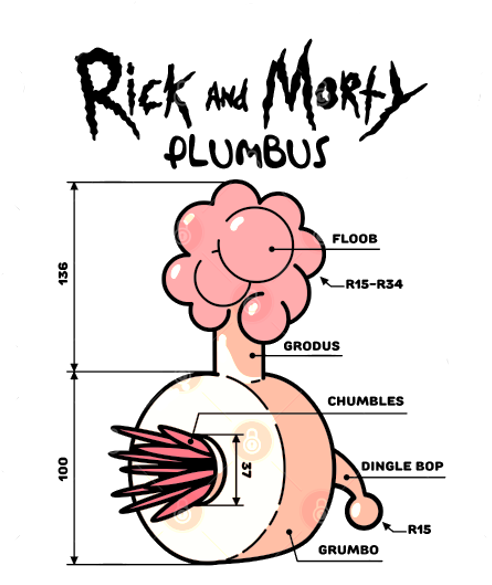 Rick and Morty
PLUMBUS
FLOOB
136
R15-R34
GRODUS
CHUMBLES
100
37
DINGLE BOP
R15
GRUMBO